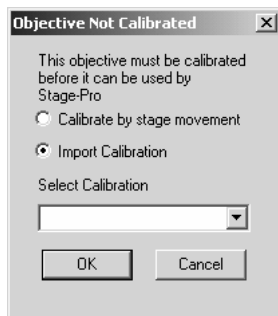 Objective Not Calibrated
This objective must be calibrated
before it can be used by
Stage-Pro
Calibrate by stage movement
Import Calibration
Select Calibration
OK Cancel